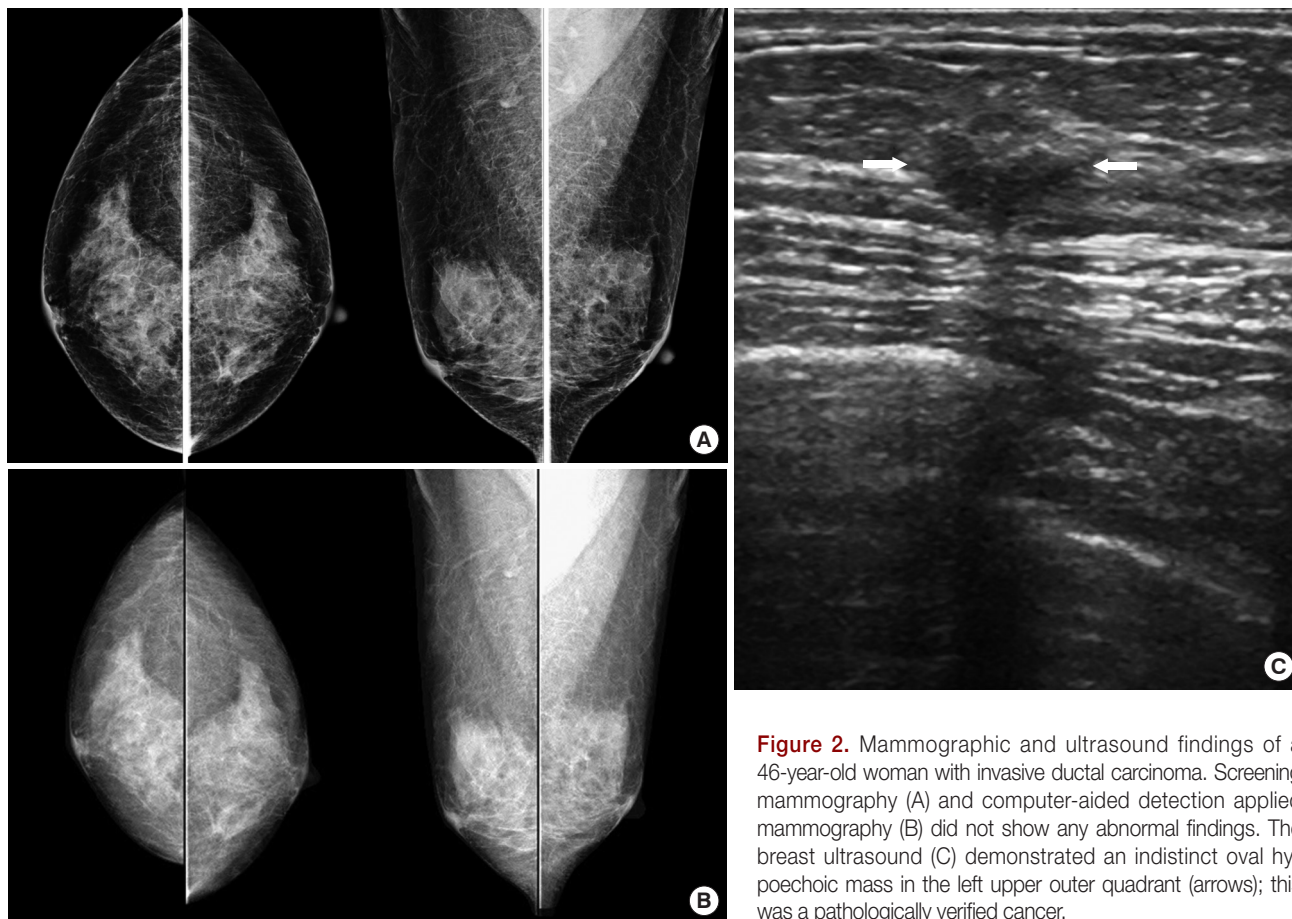 A
B
C
Figure 2. Mammographic and ultrasound findings of a
46-year-old woman with invasive ductal carcinoma. Screening
mammography (A) and computer-aided detection applied
mammography (B) did not show any abnormal findings. The
breast ultrasound (C) demonstrated an indistinct oval hy-
poechoic mass in the left upper outer quadrant (arrows); this
was a pathologically verified cancer.